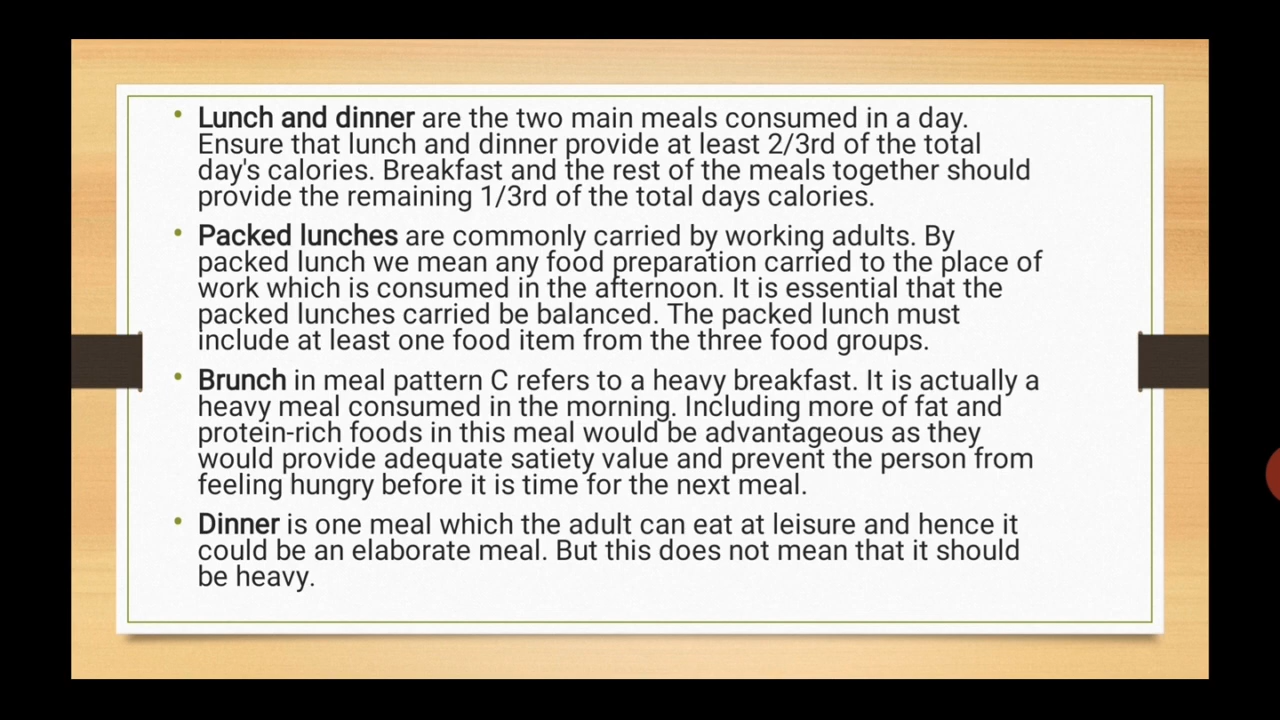 • Lunch and dinner are the two main meals consumed in a day.
Ensure that lunch and dinner provide at least 2/3rd of the total
day's calories. Breakfast and the rest of the meals together should
provide the remaining 1/3rd of the total days calories.
• Packed lunches are commonly carried by working adults. By
packed lunch we mean any food preparation carried to the place of
work which is consumed in the afternoon. It is essential that the
packed lunches carried be balanced. The packed lunch must
include at least one food item from the three food groups.
• Brunch in meal pattern C refers to a heavy breakfast. It is actually a
heavy meal consumed in the morning. Including more of fat and
protein-rich foods in this meal would be advantageous as they
would provide adequate satiety value and prevent the person from
feeling hungry before it is time for the next meal.
• Dinner is one meal which the adult can eat at leisure and hence it
could be an elaborate meal. But this does not mean that it should
be heavy.